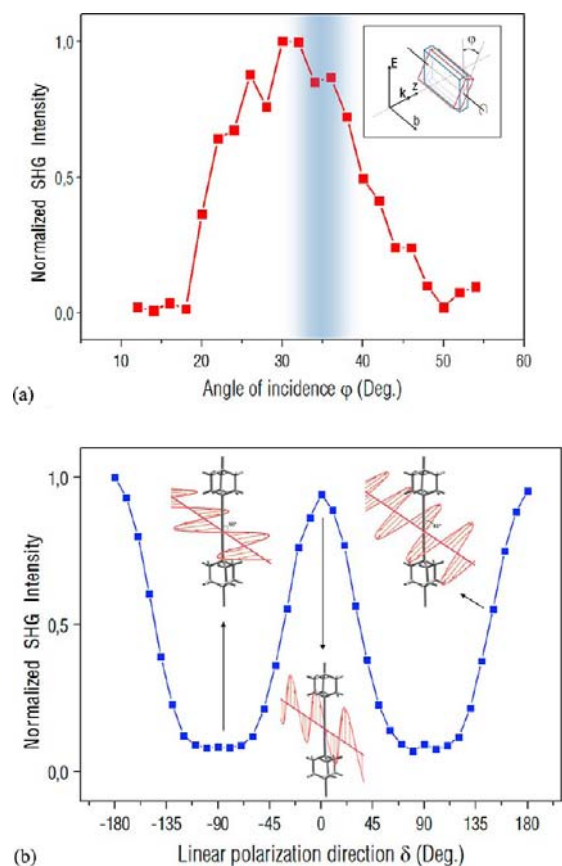 1,0
0,5
0,0
Normalized SHG Intensity
φ
E
k
z
b
10 20 30 40 50 60
Angle of incidence φ (Deg.)
(a)
1,0
0,5
0,0
Normalized SHG Intensity
-180 -135 -90 -45 0 45 90 135 180
Linear polarization direction δ (Deg.)
(b)